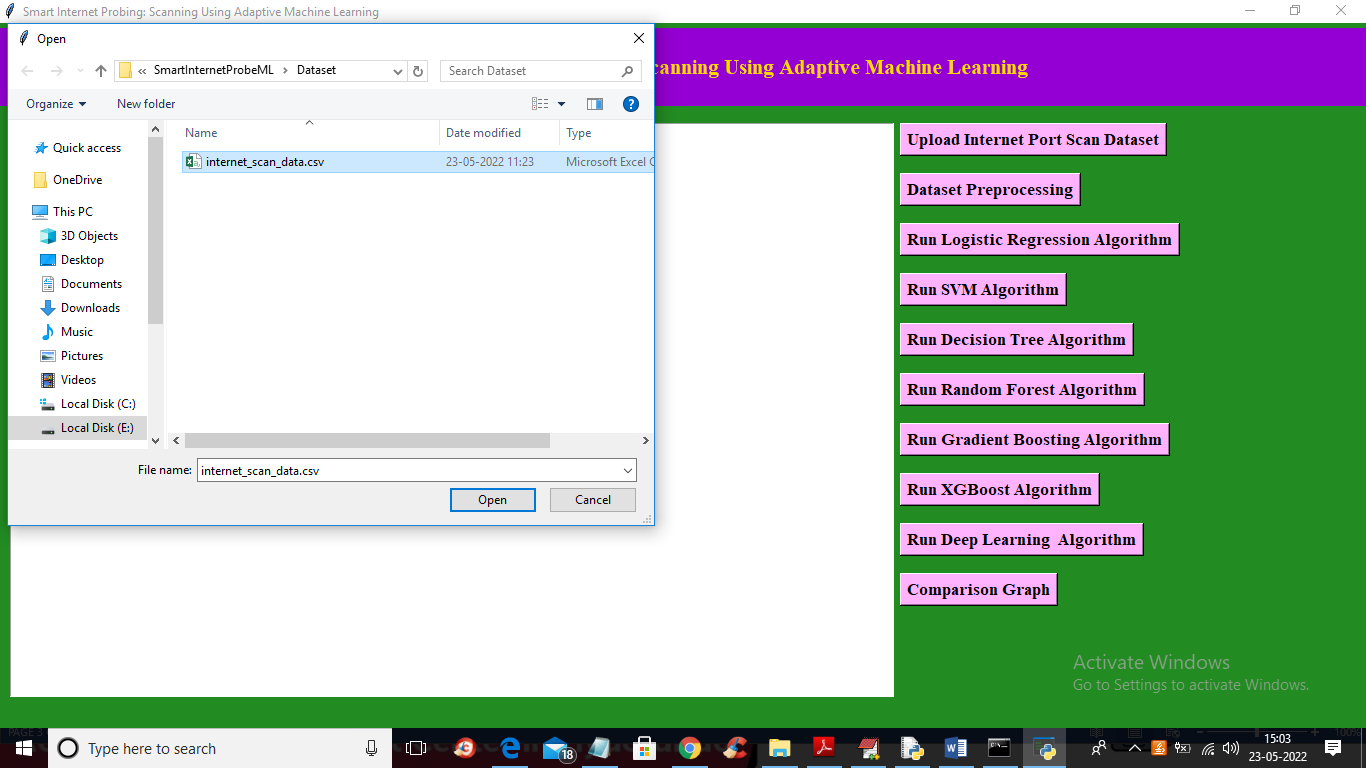 Smart Internet Probing: Scanning Using Adaptive Machine Learning
Open
« SmartInternetProbeML › Dataset
Search Dataset
canning Using Adaptive Machine Learning
Organize
New folder
Name
Date modified
Type
internet_scan_data.csv
23-05-2022 11:23
Microsoft Excel C
Quick access
OneDrive
This PC
3D Objects
Desktop
Documents
Downloads
Music
Pictures
Videos
Local Disk (C:)
Local Disk (E:)
File name:
internet_scan_data.csv
Open
Cancel
Upload Internet Port Scan Dataset
Dataset Preprocessing
Run Logistic Regression Algorithm
Run SVM Algorithm
Run Decision Tree Algorithm
Run Random Forest Algorithm
Run Gradient Boosting Algorithm
Run XGBoost Algorithm
Run Deep Learning  Algorithm
Comparison Graph
Activate Windows
Go to Settings to activate Windows.
PAGE 3
100%
Type here to search
18
15:03
23-05-2022